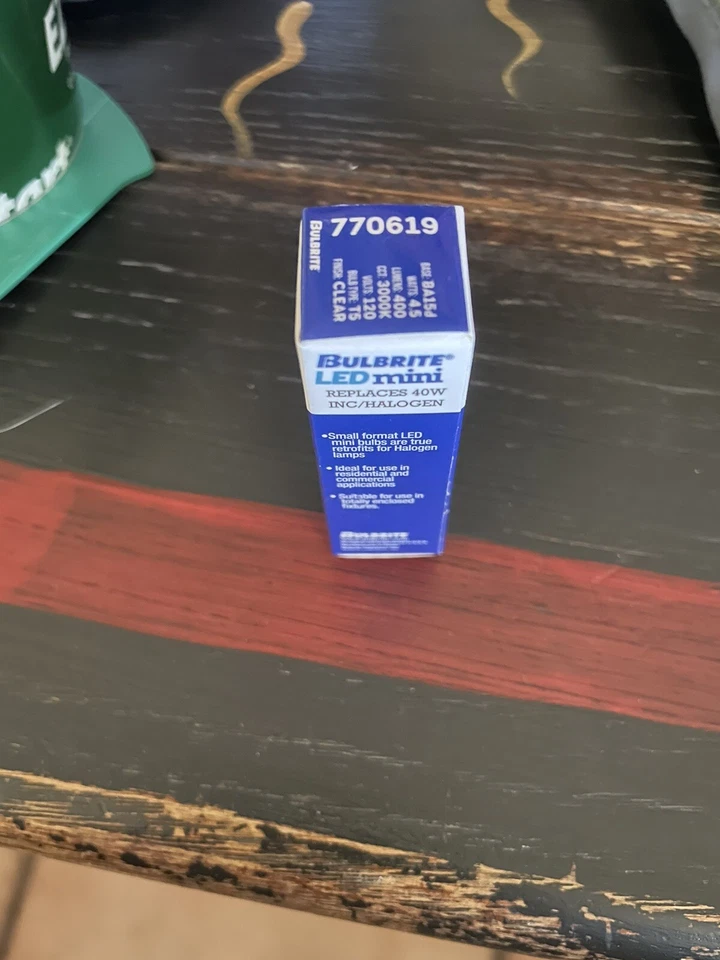 770619
BULBRITE
BASE: BA15d
WATTS: 4.5
LUMENS: 400
CCT: 3000K
VOLTS: 120
BULB TYPE: T5
FINISH: CLEAR
BULBRITE®
LED mini
REPLACES 40W
INC/HALOGEN
•Small format LED
mini bulbs are true
retrofits for Halogen
lamps
• Ideal for use in
residential and
commercial
applications
• Suitable for use in
totally enclosed
fixtures.
BULBRITE